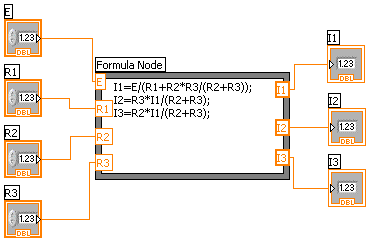 E
1.23
DBL
R1
1.23
DBL
R2
1.23
DBL
R3
1.23
DBL
Formula Node
E
R1
R2
R3
I1=E/(R1+R2*R3/(R2+R3));
I2=R3*I1/(R2+R3);
I3=R2*I1/(R2+R3);
I1
I2
I3
I1
1.23
DBL
I2
1.23
DBL
I3
1.23
DBL